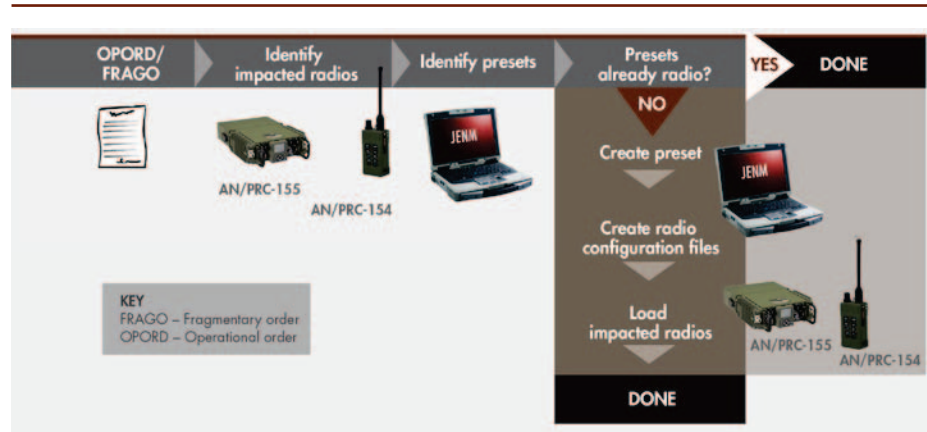 OPORD/
FRAGO
Identify
impacted radios
Identify presets
Presets
already radio?
YES
DONE
NO
JENM
Create preset
JENM
AN/PRC-155
AN/PRC-154
Create radio
configuration files
KEY
FRAGO – Fragmentary order
OPORD – Operational order
Load
impacted radios
AN/PRC-155
AN/PRC-154
DONE